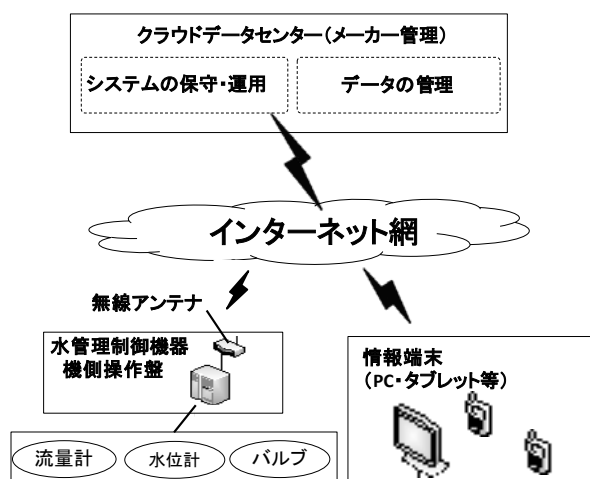 クラウドデータセンター(メーカー管理)
システムの保守・運用
データの管理
インターネット網
無線アンテナ
水管理制御機器
機側操作盤
情報端末
(PC・タブレット等)
流量計
水位計
バルブ